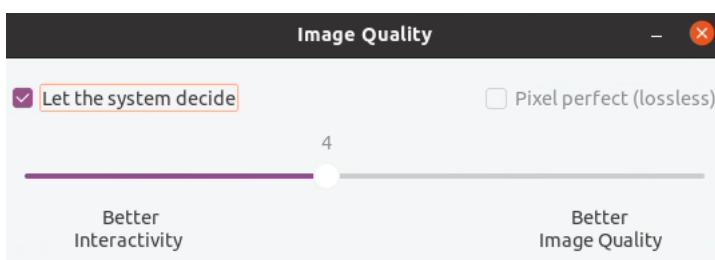 Image Quality
Let the system decide
Pixel perfect (lossless)
4
Better
Interactivity
Better
Image Quality